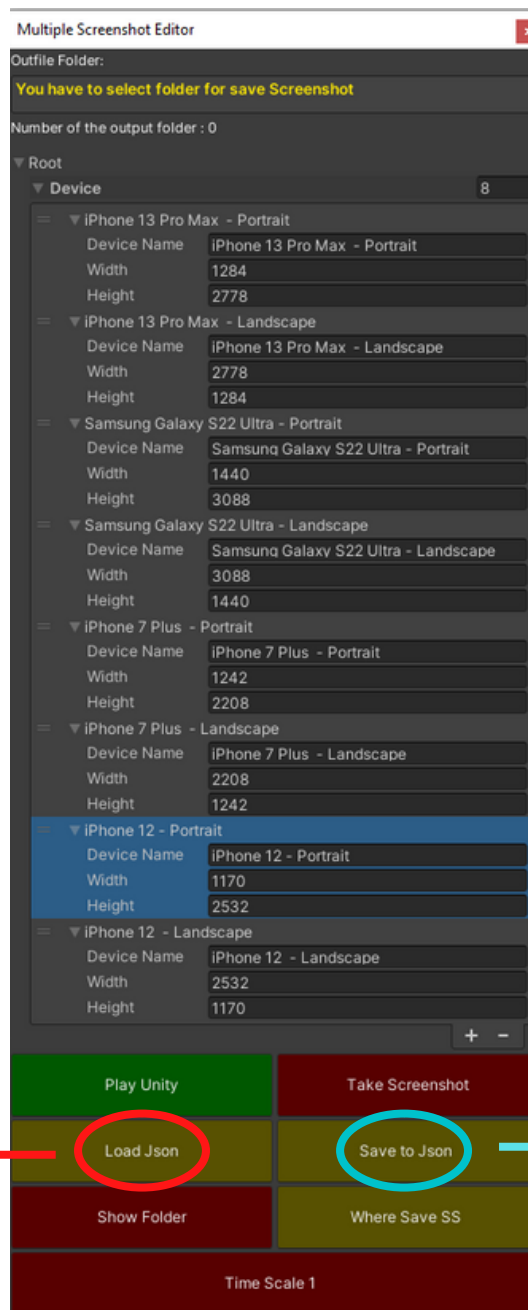 Multiple Screenshot Editor
Outfile Folder:
You have to select folder for save Screenshot
Number of the output folder : 0
Root
Device 8
iPhone 13 Pro Max - Portrait
Device Name iPhone 13 Pro Max - Portrait
Width 1284
Height 2778
iPhone 13 Pro Max - Landscape
Device Name iPhone 13 Pro Max - Landscape
Width 2778
Height 1284
Samsung Galaxy S22 Ultra - Portrait
Device Name Samsung Galaxy S22 Ultra - Portrait
Width 1440
Height 3088
Samsung Galaxy S22 Ultra - Landscape
Device Name Samsung Galaxy S22 Ultra - Landscape
Width 3088
Height 1440
iPhone 7 Plus - Portrait
Device Name iPhone 7 Plus - Portrait
Width 1242
Height 2208
iPhone 7 Plus - Landscape
Device Name iPhone 7 Plus - Landscape
Width 2208
Height 1242
iPhone 12 - Portrait
Device Name iPhone 12 - Portrait
Width 1170
Height 2532
iPhone 12 - Landscape
Device Name iPhone 12 - Landscape
Width 2532
Height 1170
+ -
Play Unity Take Screenshot
Load Json Save to Json
Show Folder Where Save SS
Time Scale 1